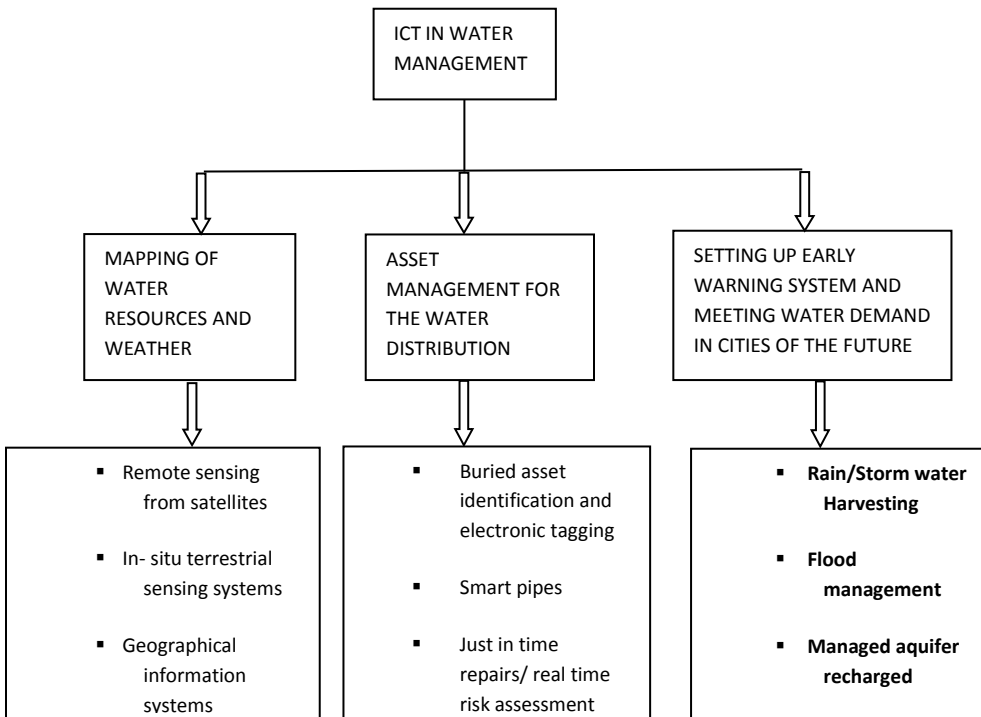 ICT IN WATER
MANAGEMENT
MAPPING OF
WATER
RESOURCES AND
WEATHER
ASSET
MANAGEMENT FOR
THE WATER
DISTRIBUTION
SETTING UP EARLY
WARNING SYSTEM AND
MEETING WATER DEMAND
IN CITIES OF THE FUTURE
▪ Remote sensing
from satellites
▪ In- situ terrestrial
sensing systems
▪ Geographical
information
systems
▪ Buried asset
identification and
electronic tagging
▪ Smart pipes
▪ Just in time
repairs/ real time
risk assessment
▪ Rain/Storm water
Harvesting
▪ Flood
management
▪ Managed aquifer
recharged